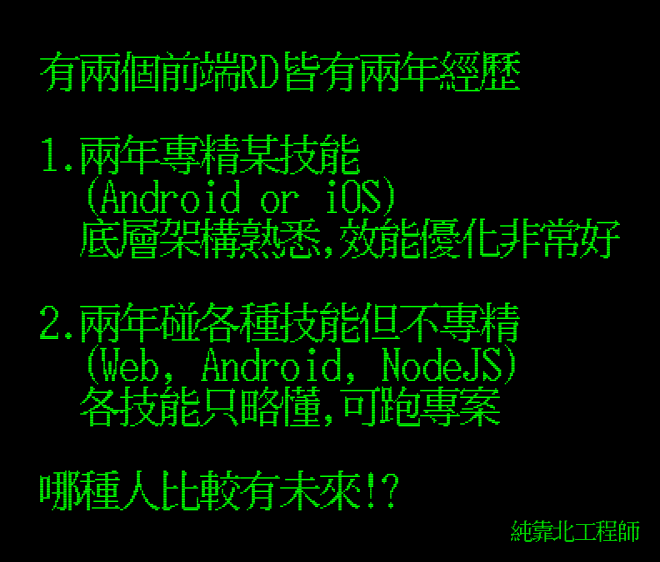 有兩個前端RD皆有兩年經歷
1.兩年專精某技能
(Android or iOS)
底層架構熟悉,效能優化非常好
2.兩年碰各種技能但不專精
(Web, Android, NodeJS)
各技能只略懂,可跑專案
哪種人比較有未來!?
純靠北工程師